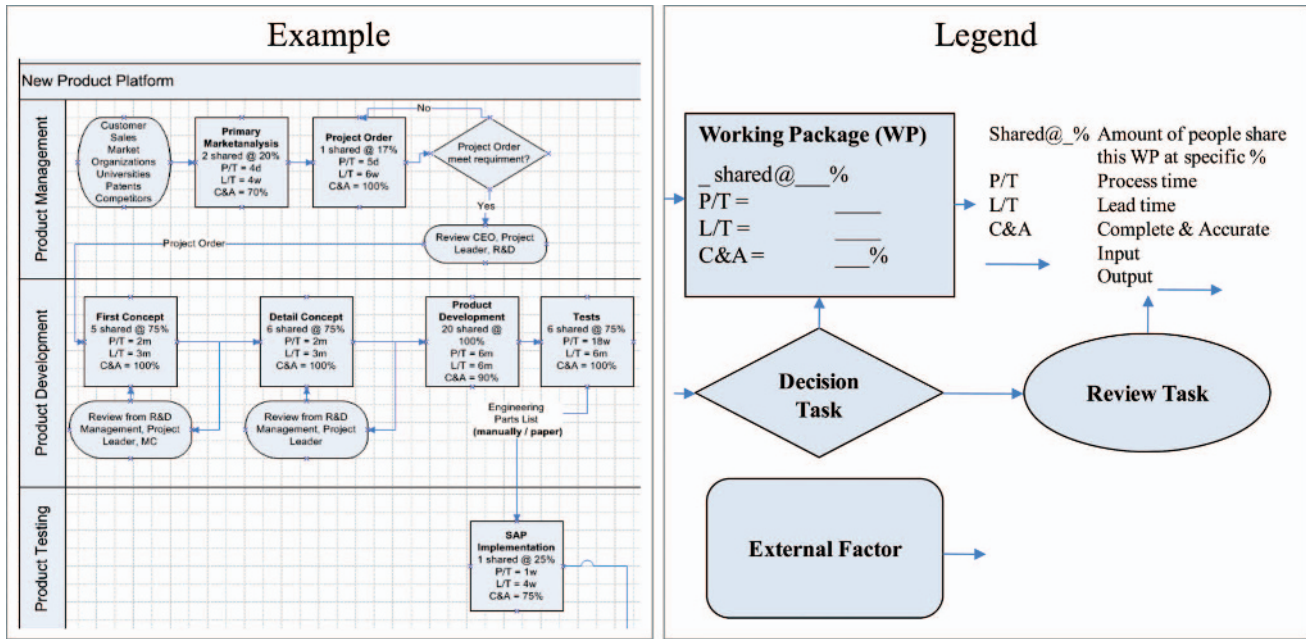 Example
New Product Platform
Product Management
Customer
Sales
Market
Organizations
Universities
Patents
Competitors
Primary
Marketanalysis
2 shared @ 20%
P/T = 4d
L/T = 4w
C&A = 70%
Project Order
1 shared @ 17%
P/T = 5d
L/T = 6w
C&A = 100%
No
Project Order
meet requirment?
Yes
Review CEO, Project
Leader, R&D
Project Order
Product Development
First Concept
5 shared @ 75%
P/T = 2m
L/T = 3m
C&A = 100%
Detail Concept
6 shared @ 75%
P/T = 2m
L/T = 3m
C&A = 100%
Product
Development
20 shared @
100%
P/T = 6m
L/T = 6m
C&A = 90%
Tests
6 shared @ 75%
P/T = 18w
L/T = 6m
C&A = 100%
Review from R&D
Management, Project
Leader, MC
Review from R&D
Management, Project
Leader
Engineering
Parts List
(manually / paper)
Product Testing
SAP
Implementation
1 shared @ 25%
P/T = 1w
L/T = 4w
C&A = 75%
Legend
Working Package (WP)
_ shared@___%
P/T = ___
L/T = ___
C&A = ___%
Shared@_% Amount of people share
this WP at specific %
P/T Process time
L/T Lead time
C&A Complete & Accurate
Input
Output
Decision
Task
Review Task
External Factor